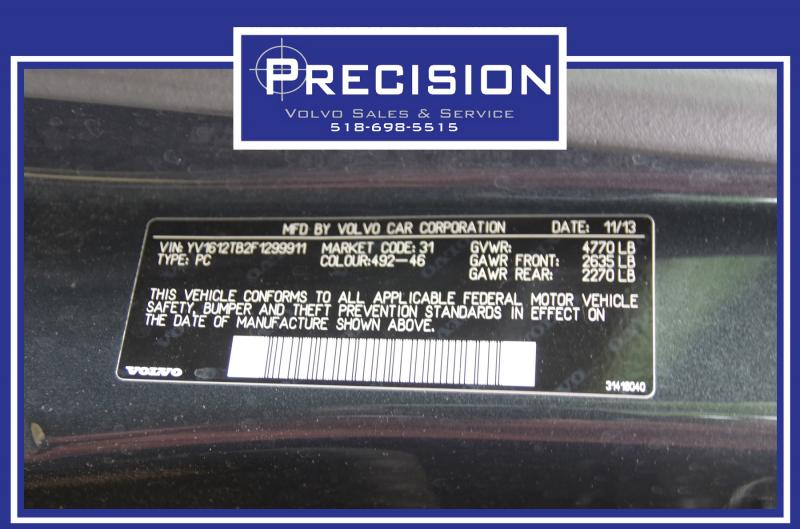 PRECISION
VOLVO SALES & SERVICE
518-698-5515
MFD BY VOLVO CAR CORPORATION DATE: 11/13
VIN: YV1612TB2F1299911 MARKET CODE: 31 GVWR: 4770 LB
TYPE: PC COLOUR:492-46 GAWR FRONT: 2635 LB
GAWR REAR: 2270 LB
THIS VEHICLE CONFORMS TO ALL APPLICABLE FEDERAL MOTOR VEHICLE
SAFETY, BUMPER AND THEFT PREVENTION STANDARDS IN EFFECT ON
THE DATE OF MANUFACTURE SHOWN ABOVE.
VOLVO 31418040